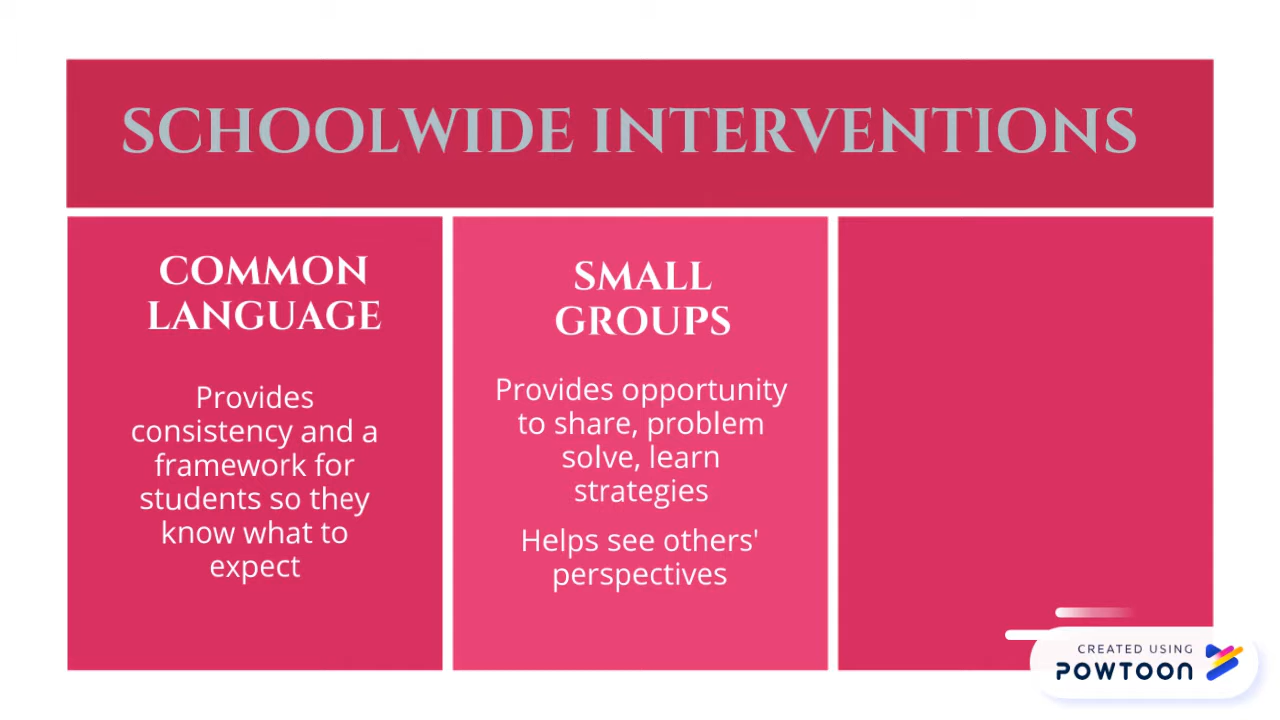 SCHOOLWIDE INTERVENTIONS
COMMON
LANGUAGE
Provides
consistency and a
framework for
students so they
know what to
expect
SMALL
GROUPS
Provides opportunity
to share, problem
solve, learn
strategies
Helps see others'
perspectives
CREATED USING
POWTOON